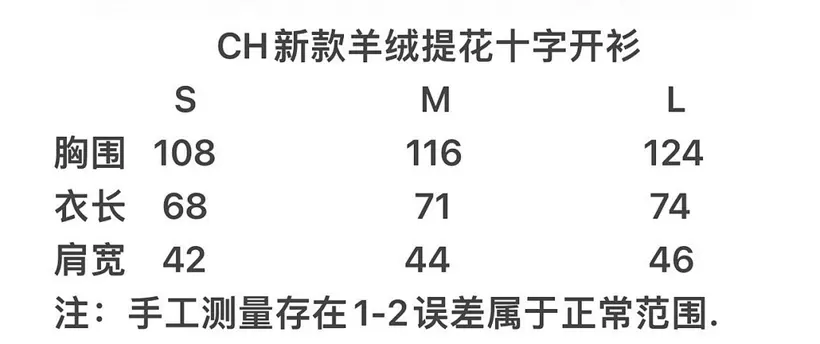 CH新款羊绒提花十字开衫
S M L
胸围 108 116 124
衣长 68 71 74
肩宽 42 44 46
注：手工测量存在1-2误差属于正常范围.